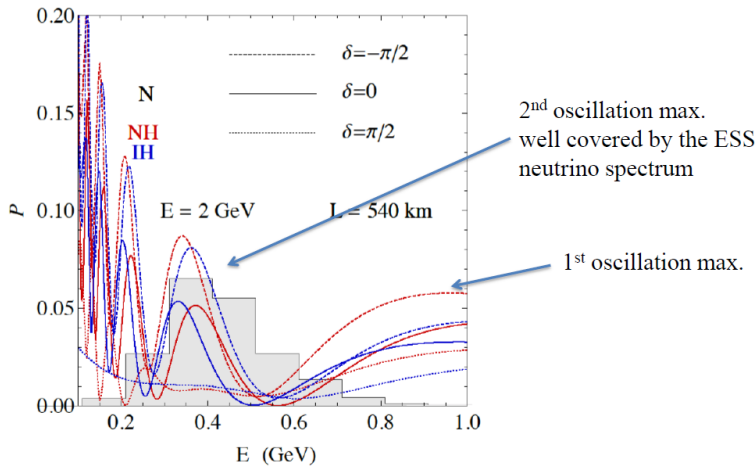 0.20
0.15
0.10
0.05
0.00
P
0.2
0.4
0.6
0.8
1.0
E (GeV)
N
NH
IH
δ=−π/2
δ=0
δ=π/2
E = 2 GeV
L = 540 km
2nd oscillation max.
well covered by the ESS
neutrino spectrum
1st oscillation max.